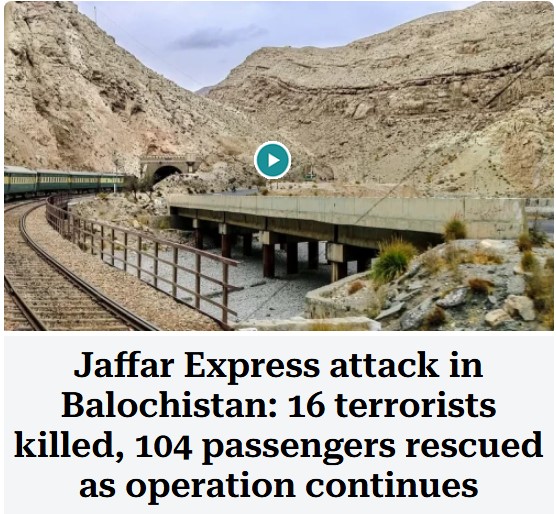 Jaffar Express attack in
Balochistan: 16 terrorists
killed, 104 passengers rescued
as operation continues